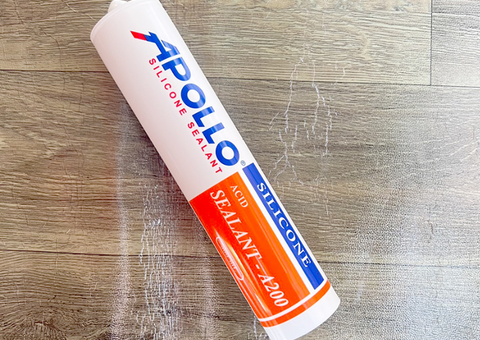 APOLLO®
SILICONE SEALANT
SILICONE
ACID
SEALANT - A200